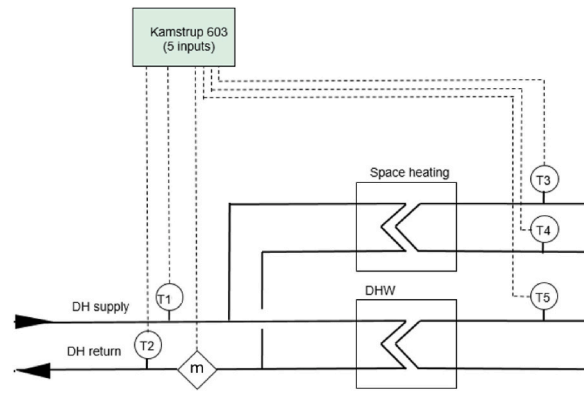 Kamstrup 603
(5 inputs)
Space heating
T3
T4
T1
DH supply
DHW
T5
DH return
T2
m